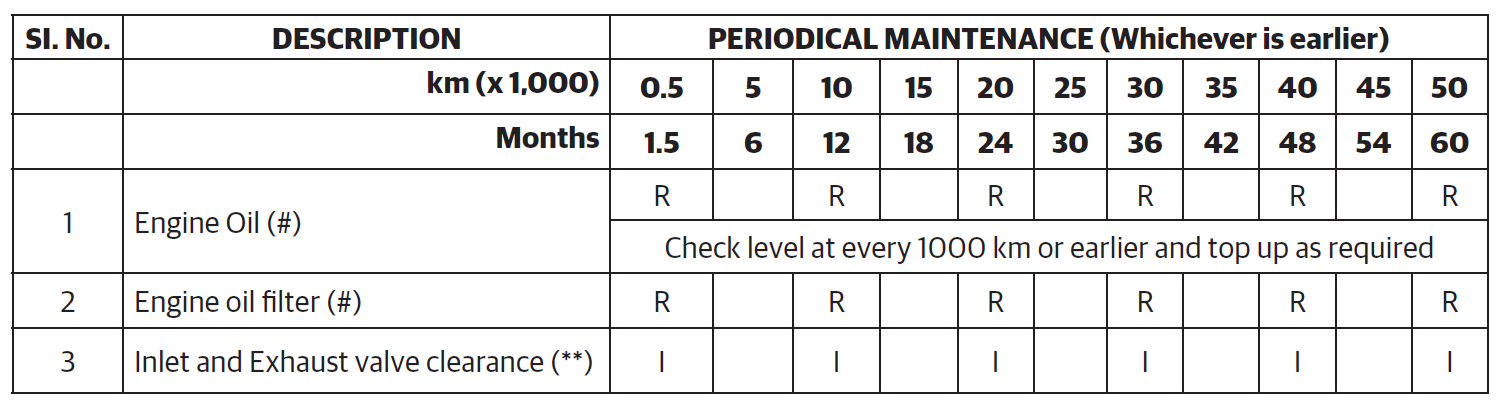 SI. No. DESCRIPTION PERIODICAL MAINTENANCE (Whichever is earlier)
km (x 1,000) 0.5 5 10 15 20 25 30 35 40 45 50
Months 1.5 6 12 18 24 30 36 42 48 54 60
1 Engine Oil (#) R R R R R R
Check level at every 1000 km or earlier and top up as required
2 Engine oil filter (#) R R R R R R
3 Inlet and Exhaust valve clearance (**) I I I I I I